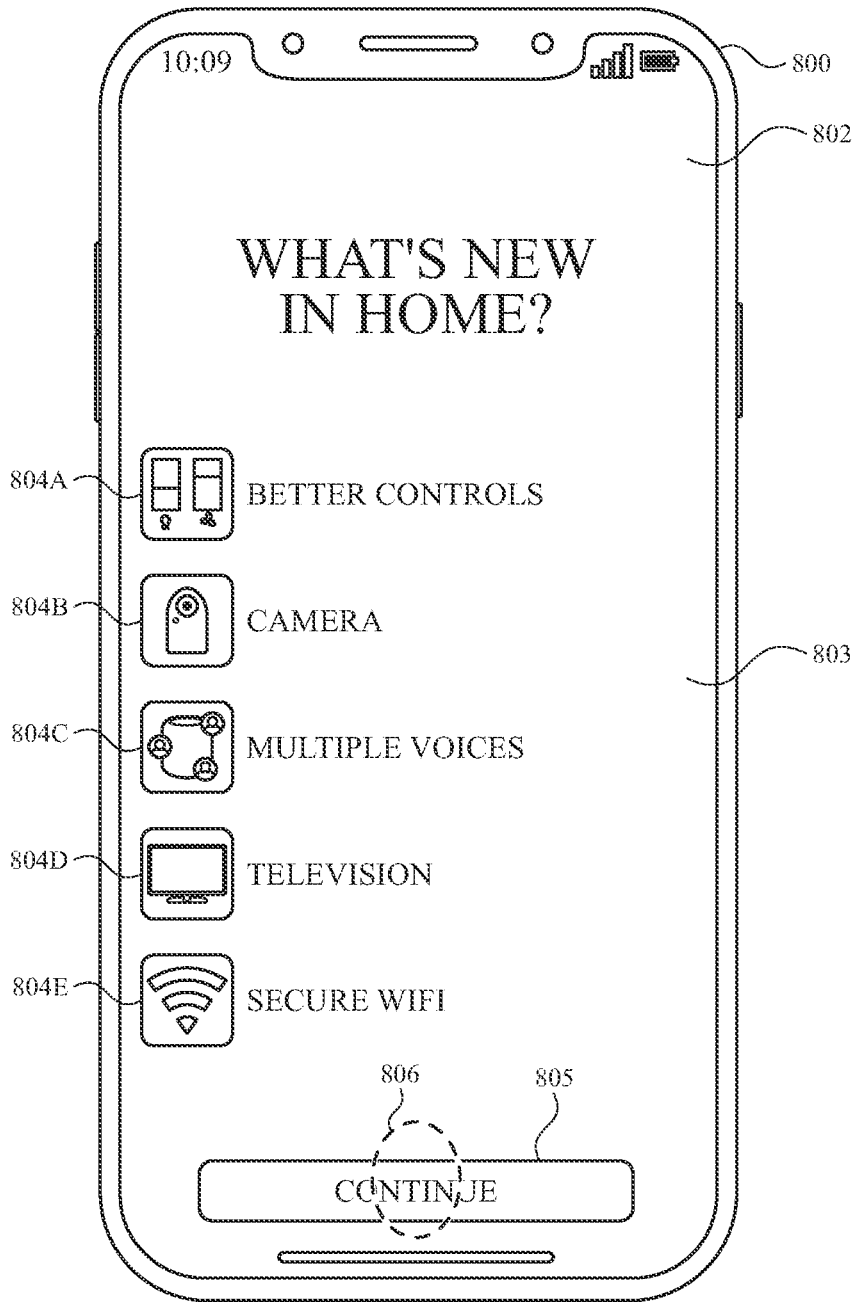 10:09
800
802
WHAT'S NEW
IN HOME?
804A
BETTER CONTROLS
804B
CAMERA
803
804C
MULTIPLE VOICES
804D
TELEVISION
804E
SECURE WIFI
806
805
CONTINUE